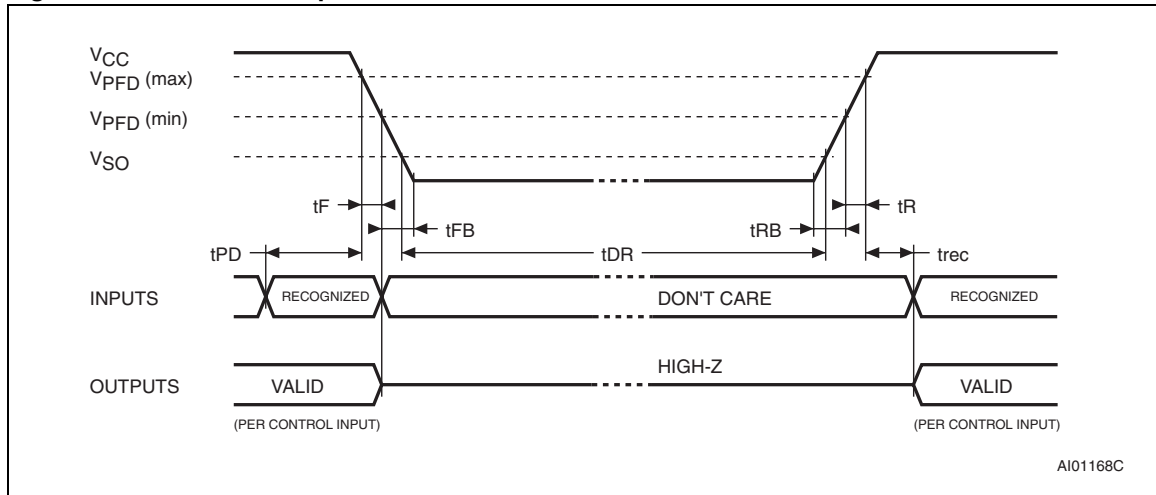 VCC
VPFD (max)
VPFD (min)
VSO
tF
tFB
tRB
tR
tPD
tDR
trec
INPUTS
RECOGNIZED
DON'T CARE
RECOGNIZED
HIGH-Z
OUTPUTS
VALID
VALID
(PER CONTROL INPUT)
(PER CONTROL INPUT)
AI01168C